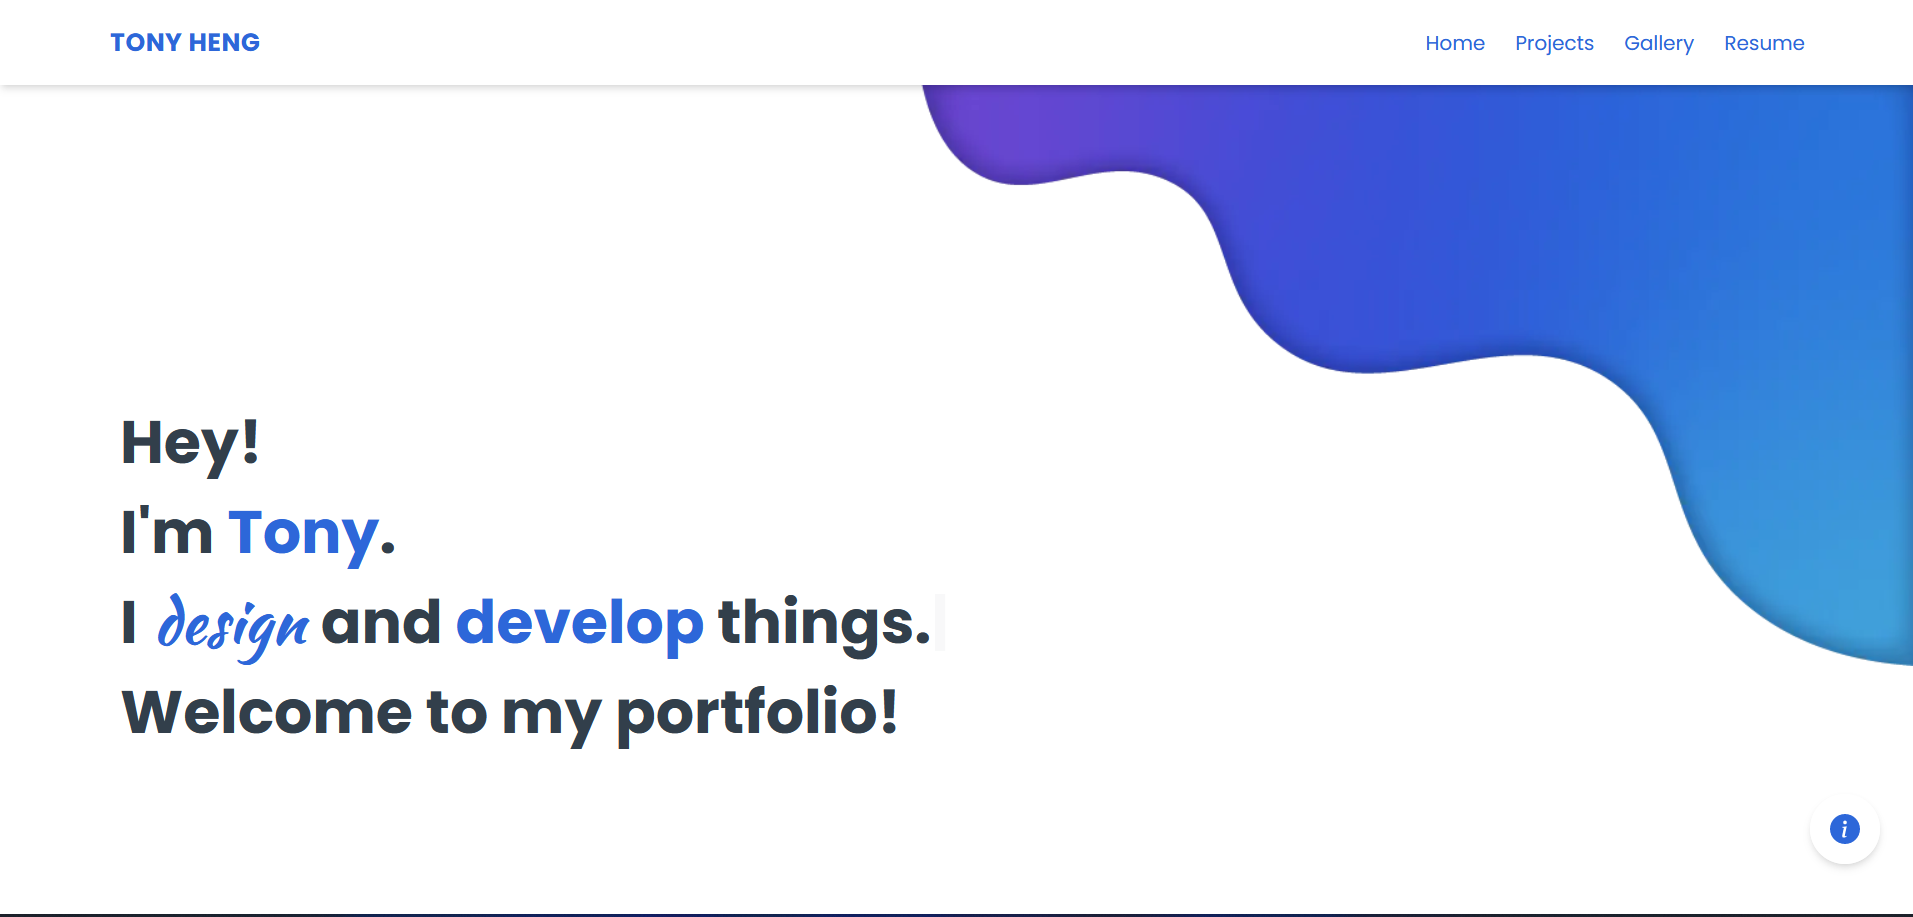 TONY HENG
Home Projects Gallery Resume
Hey!
I'm Tony.
I design and develop things.
Welcome to my portfolio!
i